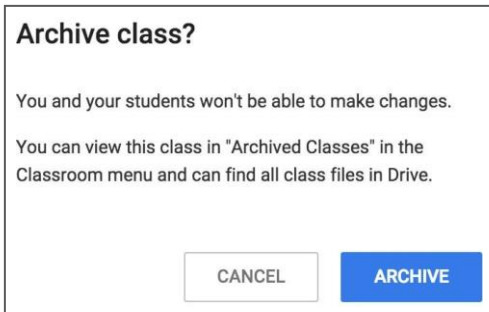 Archive class?
You and your students won't be able to make changes.
You can view this class in "Archived Classes" in the
Classroom menu and can find all class files in Drive.
CANCEL
ARCHIVE